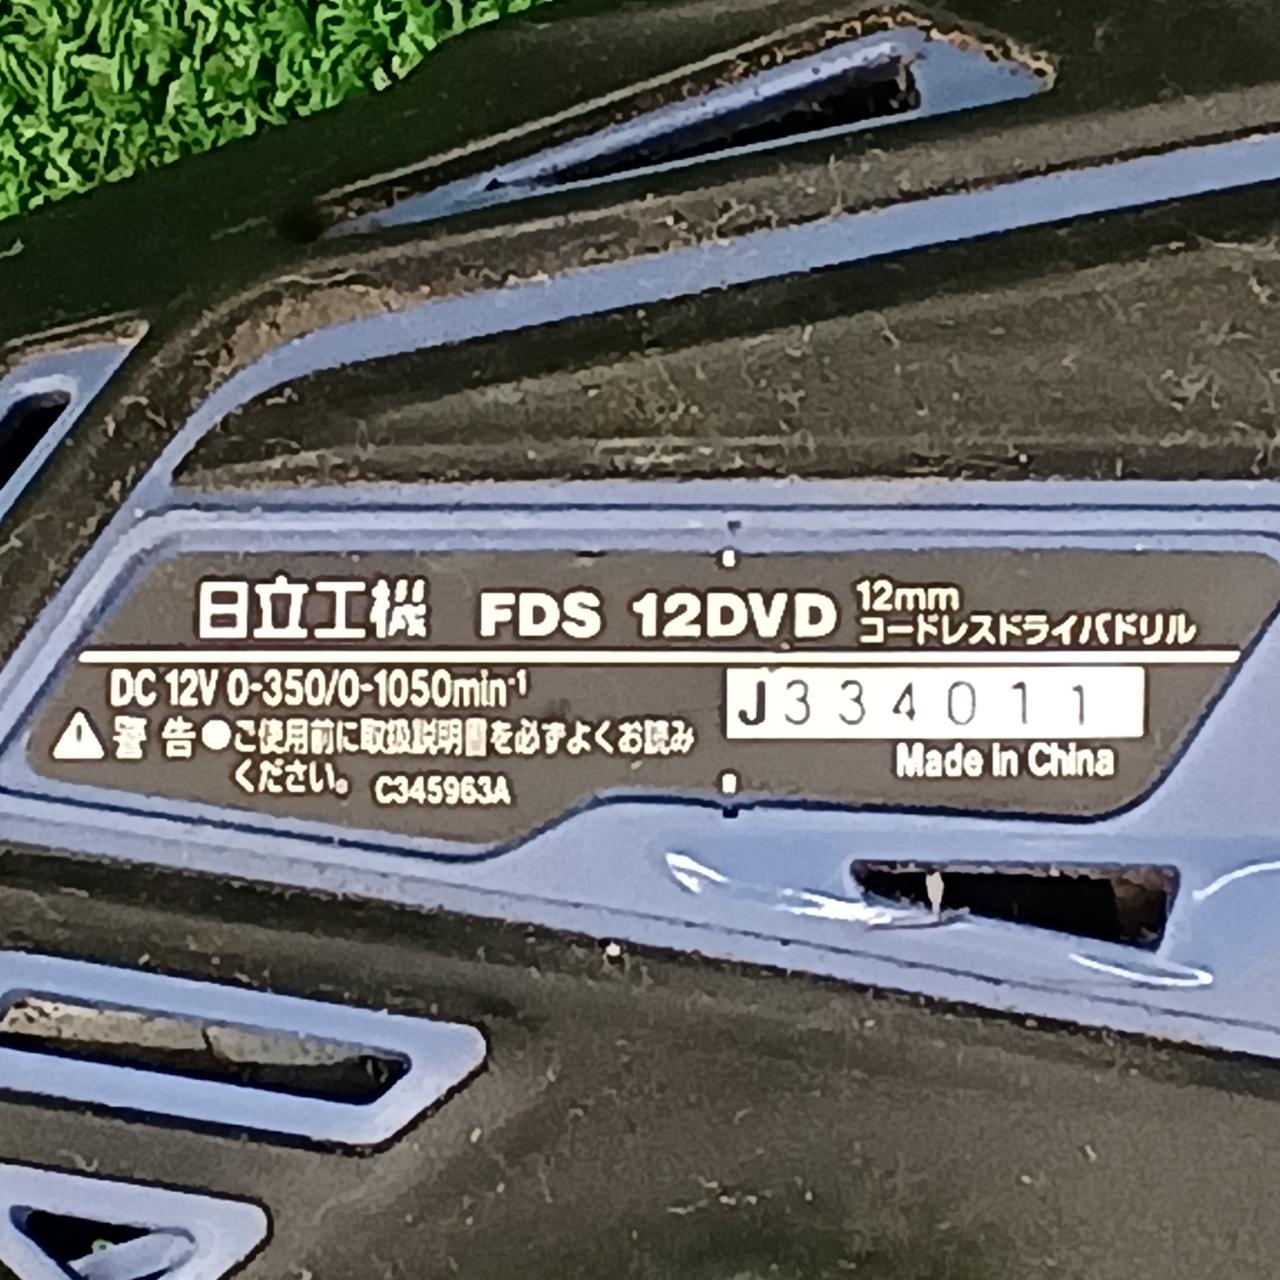 日立工機 FDS 12DVD 12mm
コードレスドライバドリル
DC 12V 0-350/0-1050min⁻¹
J334011
⚠警告●ご使用前に取扱説明書を必ずよくお読み
ください。 C345963A
Made in China